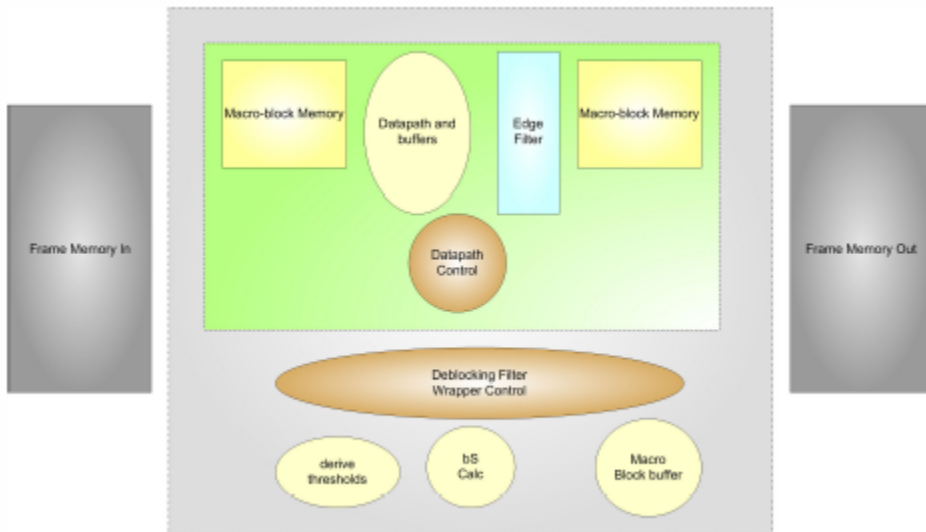 Macro-block Memory
Datapath and
buffers
Edge
Filter
Macro-block Memory
Frame Memory In
Datapath
Control
Frame Memory Out
Deblocking Filter
Wrapper Control
derive
thresholds
bS
Calc
Macro
Block buffer